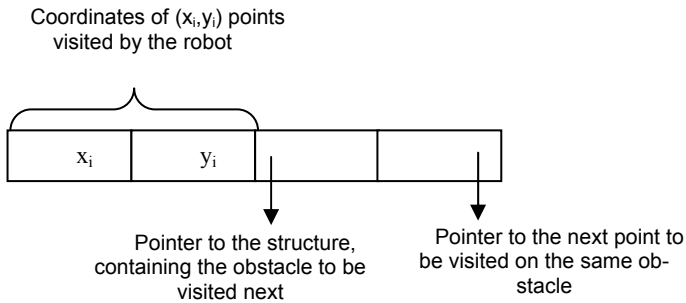 Coordinates of (xᵢ,yᵢ) points
visited by the robot
xᵢ
yᵢ
Pointer to the structure,
containing the obstacle to be
visited next
Pointer to the next point to
be visited on the same ob-
stacle